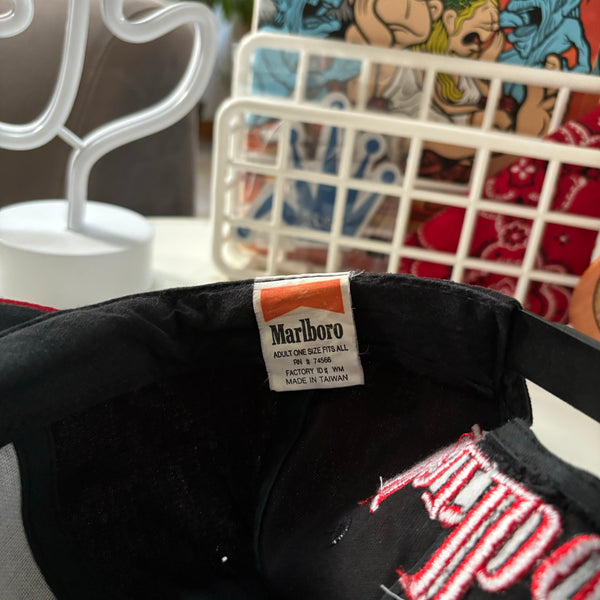 Marlboro
ADULT ONE SIZE FITS ALL
RN # 74566
FACTORY ID # WM
MADE IN TAIWAN